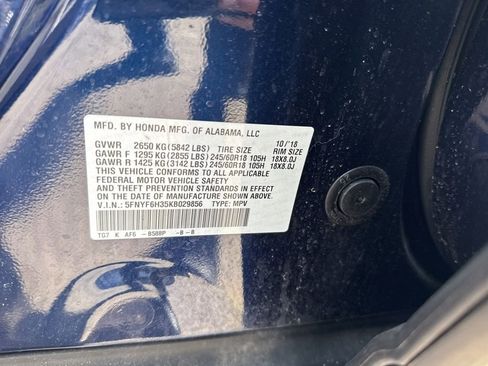 MFD. BY HONDA MFG. OF ALABAMA, LLC 10/'18
GVWR 2650 KG(5842 LBS) TIRE SIZE RIM SIZE
GAWR F 1295 KG(2855 LBS) 245/60R18 105H 18X8.0J
GAWR R 1425 KG(3142 LBS) 245/60R18 105H 18X8.0J
THIS VEHICLE CONFORMS TO ALL APPLICABLE
FEDERAL MOTOR VEHICLE SAFETY AND
THEFT PREVENTION STANDARDS IN EFFECT ON
THE DATE OF MANUFACTURE SHOWN ABOVE.
V.I.N.: 5FNYF6H35KB029856 TYPE: MPV
TG7 K AF6 -B588P -B -B